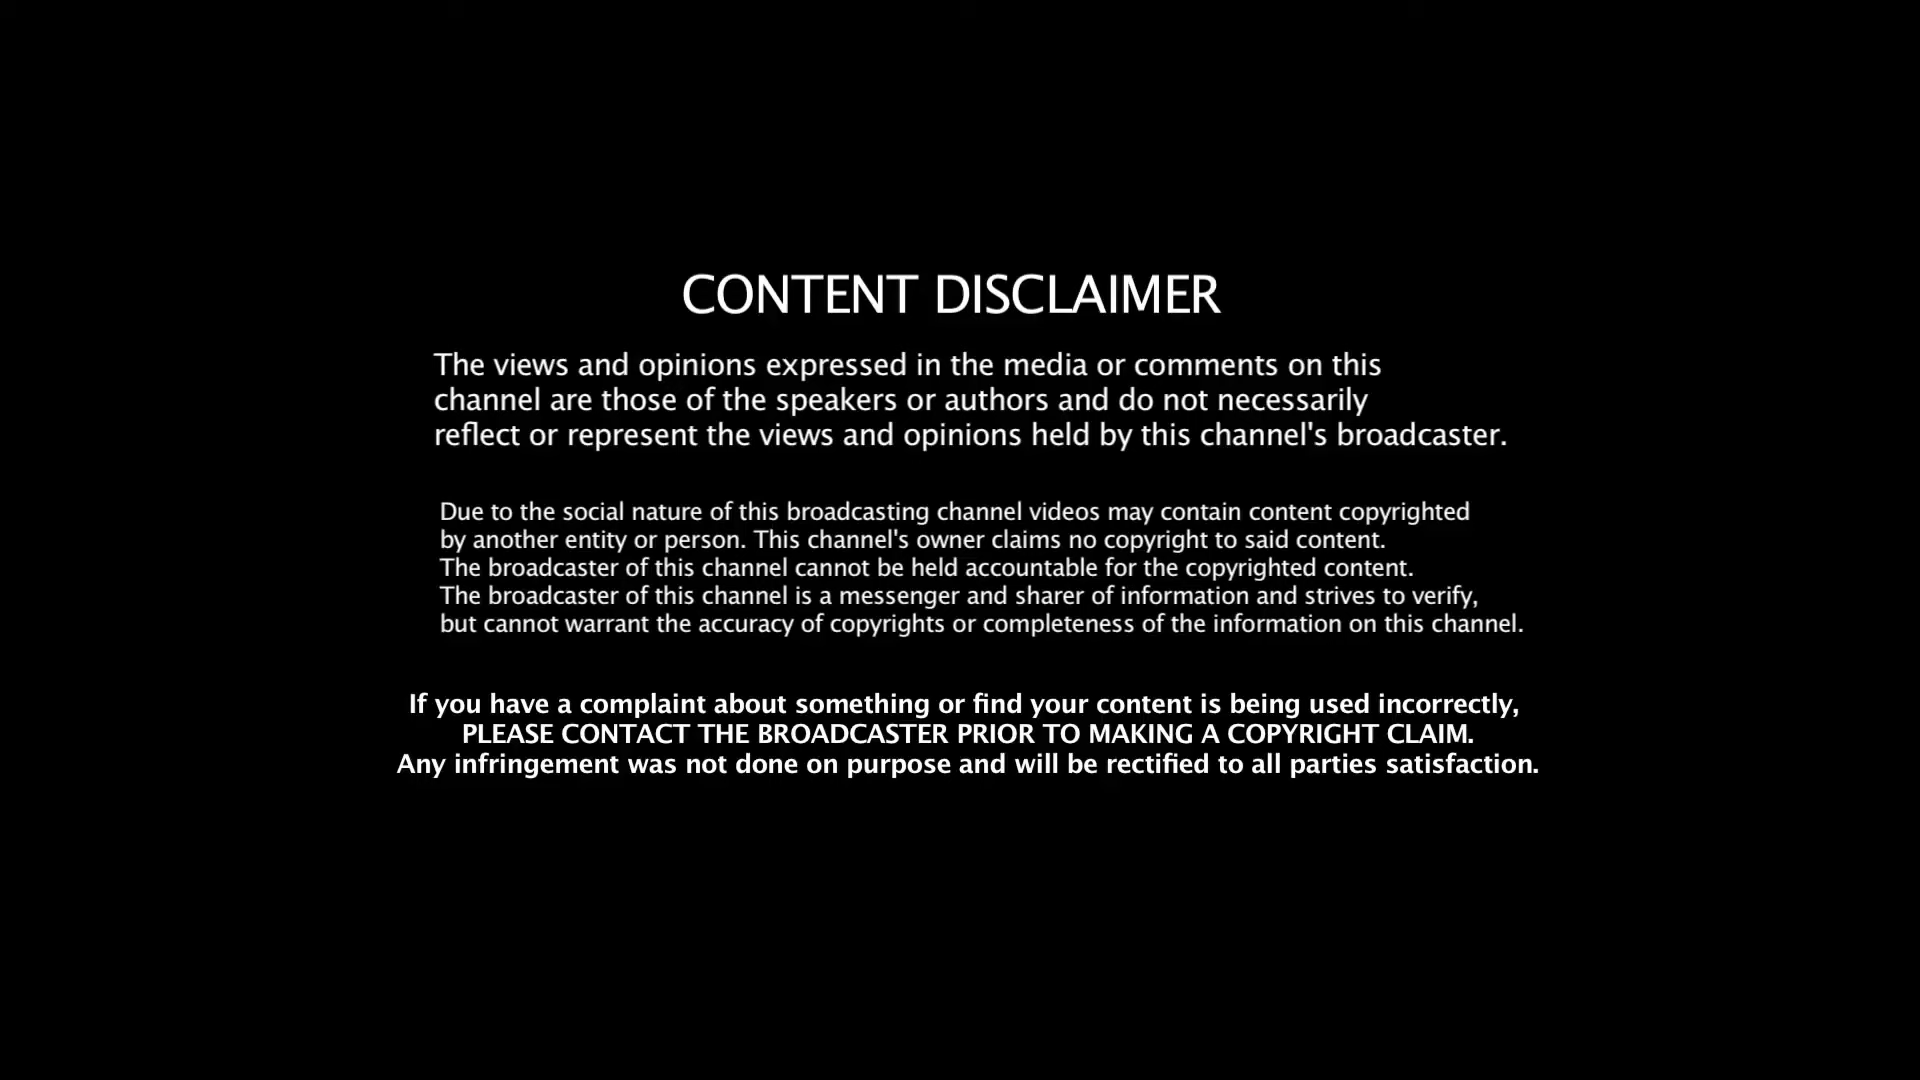 CONTENT DISCLAIMER
The views and opinions expressed in the media or comments on this
channel are those of the speakers or authors and do not necessarily
reflect or represent the views and opinions held by this channel's broadcaster.
Due to the social nature of this broadcasting channel videos may contain content copyrighted
by another entity or person. This channel's owner claims no copyright to said content.
The broadcaster of this channel cannot be held accountable for the copyrighted content.
The broadcaster of this channel is a messenger and sharer of information and strives to verify,
but cannot warrant the accuracy of copyrights or completeness of the information on this channel.
If you have a complaint about something or find your content is being used incorrectly,
PLEASE CONTACT THE BROADCASTER PRIOR TO MAKING A COPYRIGHT CLAIM.
Any infringement was not done on purpose and will be rectified to all parties satisfaction.